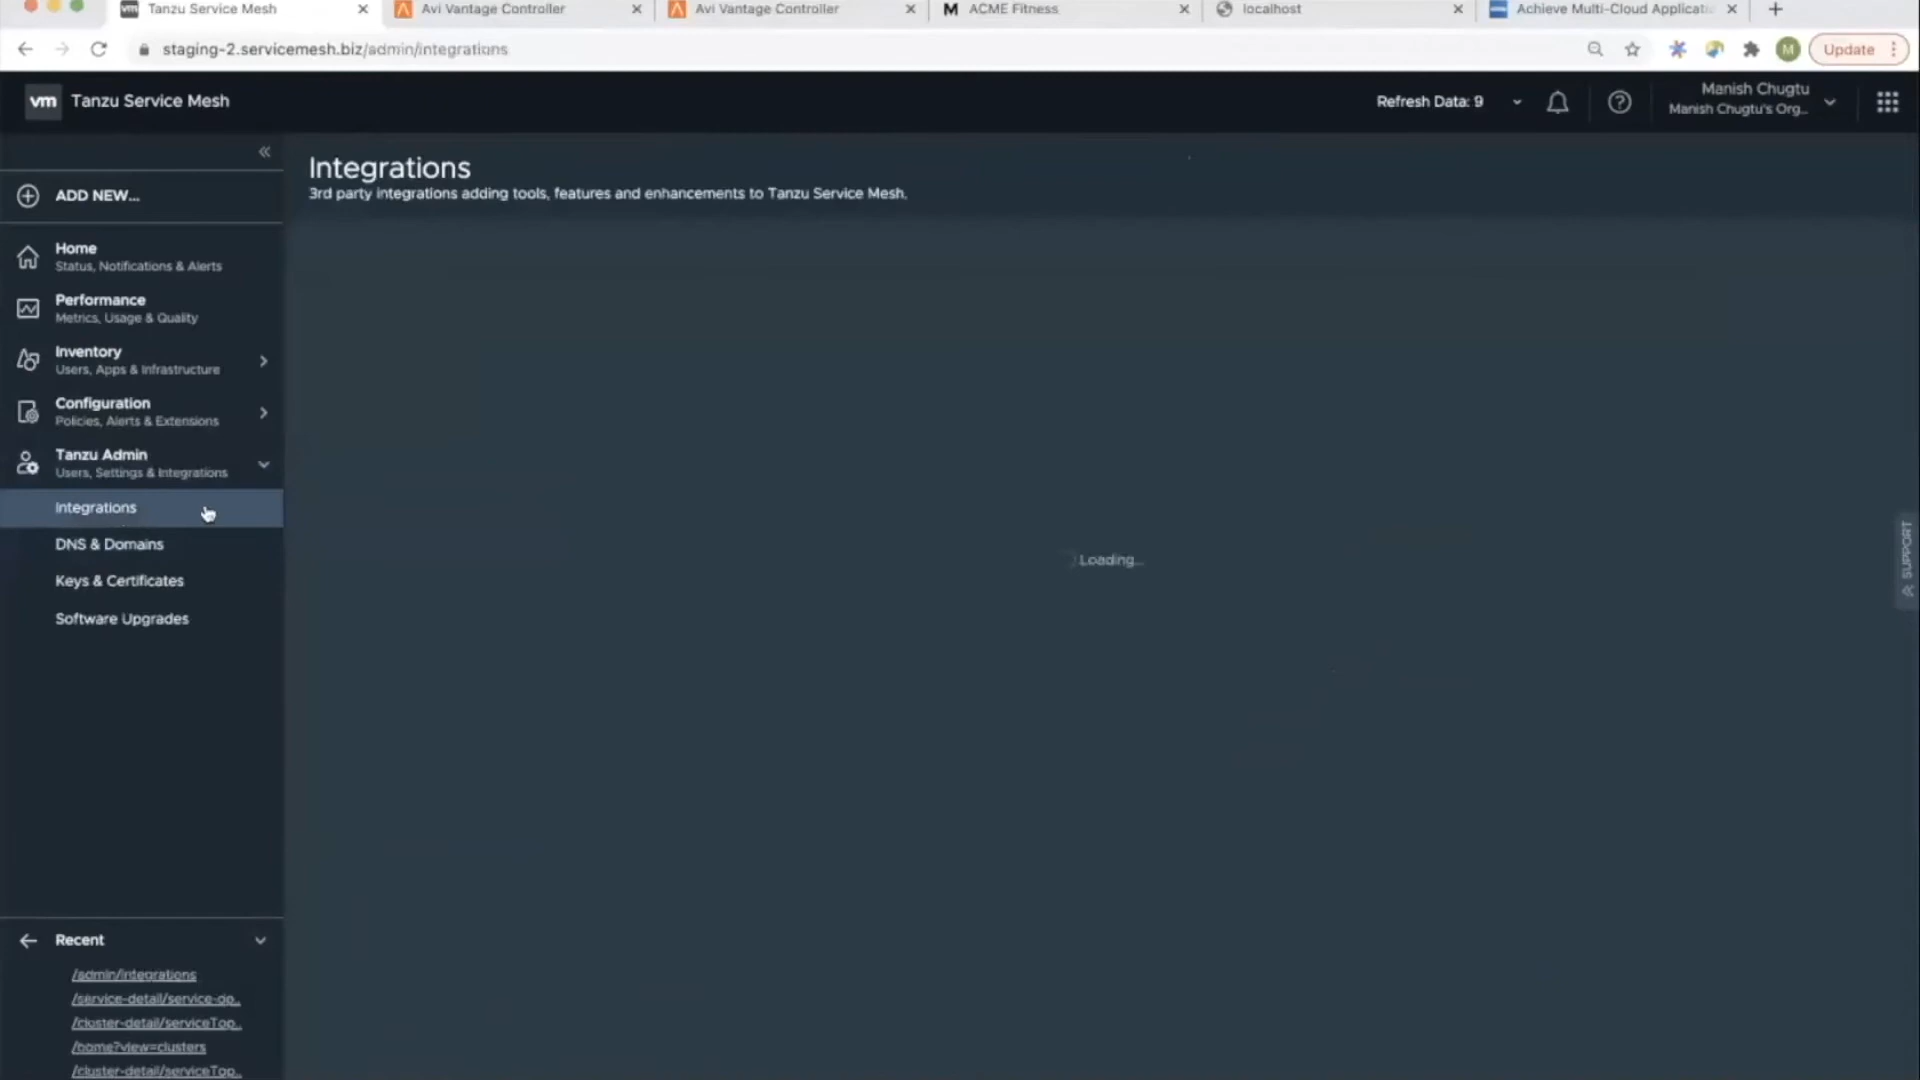 Tanzu Service Mesh
Avi Vantage Controller
Avi Vantage Controller
M ACME Fitness
localhost
Achieve Multi-Cloud Applicati
staging-2.servicemesh.biz/admin/integrations
M
Update
vm Tanzu Service Mesh
Refresh Data: 9
Manish Chugtu
Manish Chugtu's Org...
ADD NEW...
Home
Status, Notifications & Alerts
Performance
Metrics, Usage & Quality
Inventory
Users, Apps & Infrastructure
Configuration
Policies, Alerts & Extensions
Tanzu Admin
Users, Settings & Integrations
Integrations
DNS & Domains
Keys & Certificates
Software Upgrades
Recent
/admin/integrations
/service-detail/service-op...
/cluster-detail/serviceTop...
/home?view=clusters
/cluster-detail/serviceTop...
Integrations
3rd party integrations adding tools, features and enhancements to Tanzu Service Mesh.
Loading...
SUPPORT